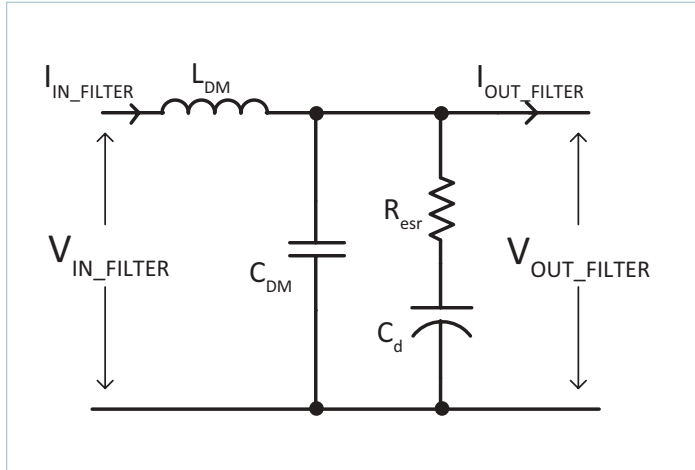 I_IN_FILTER
L_DM
I_OUT_FILTER
R_esr
V_IN_FILTER
C_DM
V_OUT_FILTER
C_d